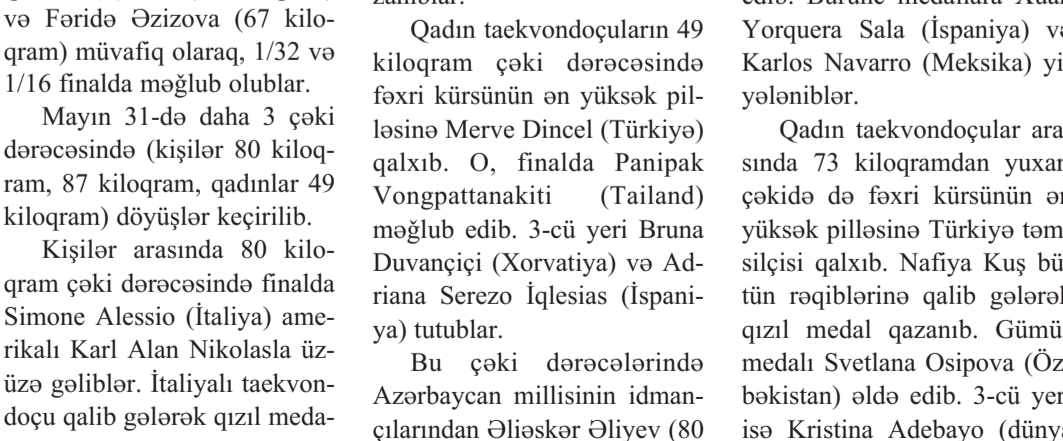 və Fəridə Əzizova (67 kilo-
qram) müvafiq olaraq, 1/32 və
1/16 finalda məğlub olublar.
Mayın 31-də daha 3 çəki
dərəcəsində (kişilər 80 kiloq-
ram, 87 kiloqram, qadınlar 49
kiloqram) döyüşlər keçirilib.
Kişilər arasında 80 kilo-
qram çəki dərəcəsində finalda
Simone Alessio (İtaliya) ame-
rikalı Karl Alan Nikolasla üz-
üzə gəliblər. İtaliyalı taekvon-
doçu qalib gələrək qızıl meda-
Qadın taekvondoçuların 49
kiloqram çəki dərəcəsində
fəxri kürsünün ən yüksək pil-
ləsinə Merve Dincel (Türkiyə)
qalxıb. O, finalda Panipak
Vongpattanakiti (Tailand)
məğlub edib. 3-cü yeri Bruna
Duvançiçi (Xorvatiya) və Ad-
riana Serezo İqlesias (İspani-
ya) tutublar.
Bu çəki dərəcələrində
Azərbaycan millisinin idman-
çılarından Əliəskər Əliyev (80
Yorquera Sala (İspaniya) və
Karlos Navarro (Meksika) yi-
yələniblər.
Qadın taekvondoçular ara-
sında 73 kiloqramdan yuxarı
çəkidə də fəxri kürsünün ən
yüksək pilləsinə Türkiyə təm-
silçisi qalxıb. Nafiya Kuş bü-
tün rəqiblərinə qalib gələrək
qızıl medal qazanıb. Gümüş
medalı Svetlana Osipova (Öz-
bəkistan) əldə edib. 3-cü yeri
isə Kristina Adebayo (dünya